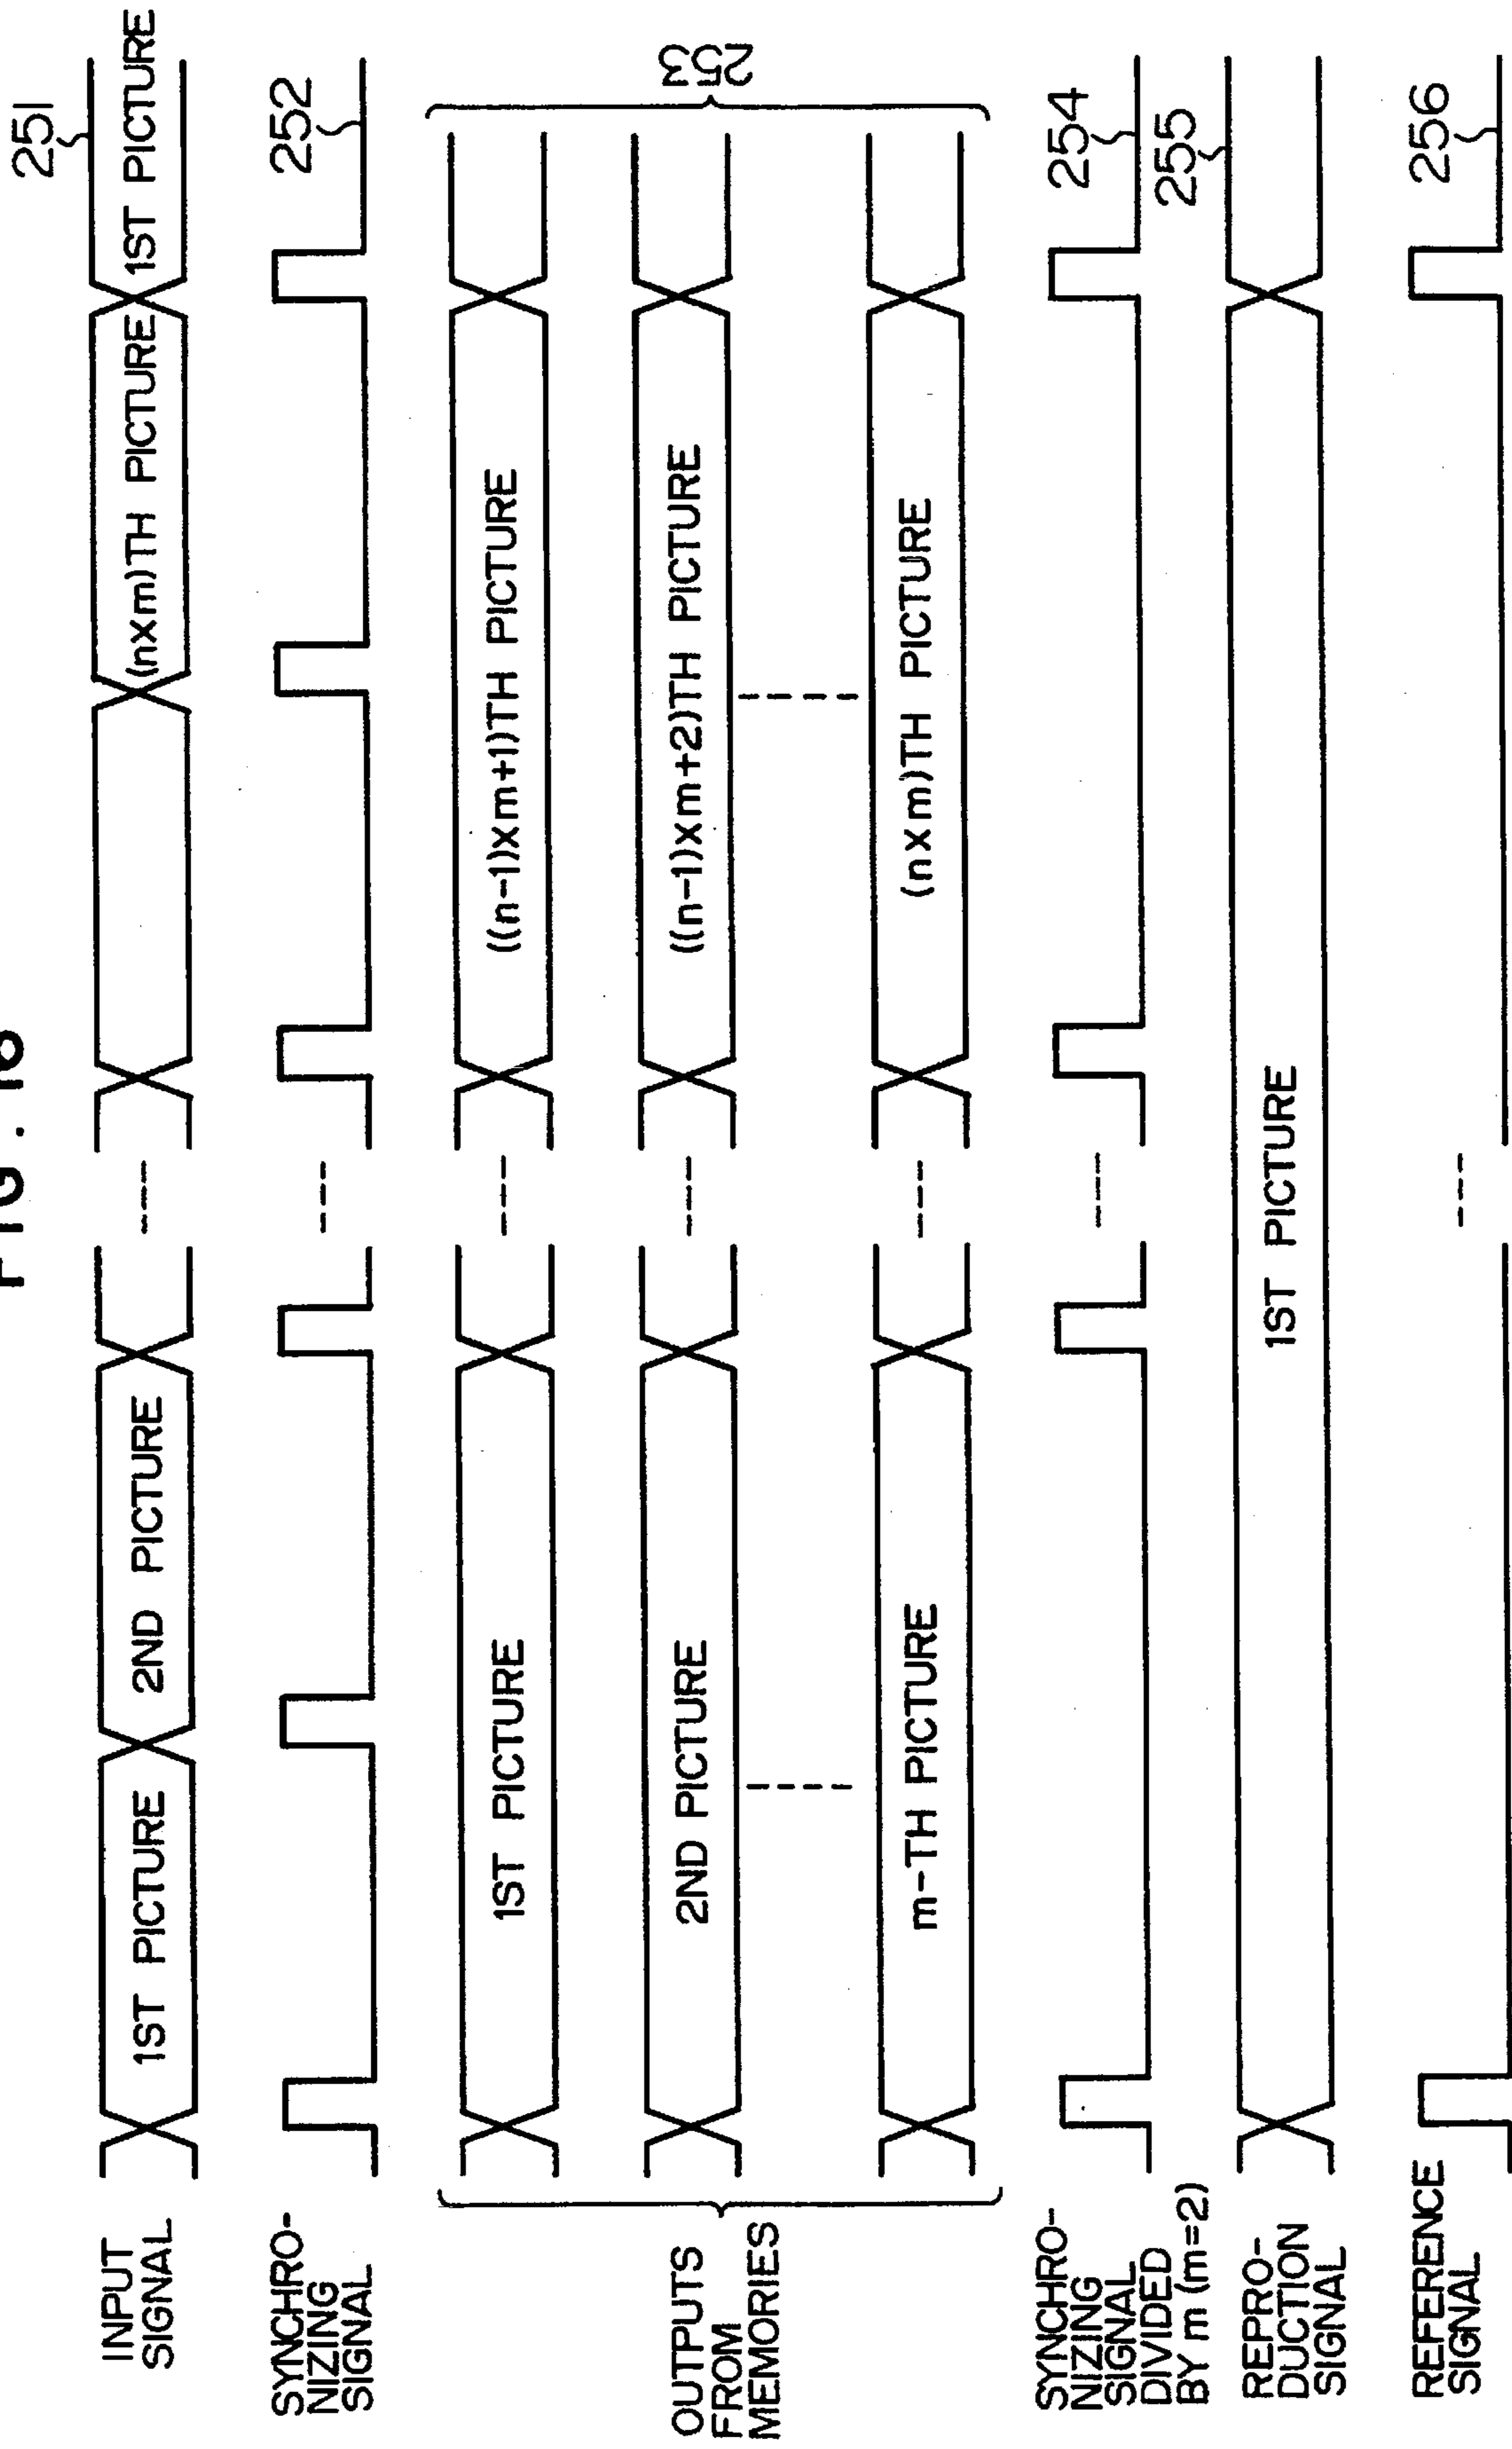 FIG. 18
INPUT
SIGNAL
1ST PICTURE
2ND PICTURE
(nxm)TH PICTURE
1ST PICTURE
251
SYNCHRO-
NIZING
SIGNAL
252
OUTPUTS
FROM
MEMORIES
1ST PICTURE
((n-1)xm+1)TH PICTURE
2ND PICTURE
((n-1)xm+2)TH PICTURE
m-TH PICTURE
(nxm)TH PICTURE
253
SYNCHRO-
NIZING
SIGNAL
DIVIDED
BY m (m=2)
254
REPRO-
DUCTION
SIGNAL
1ST PICTURE
255
REFERENCE
SIGNAL
256